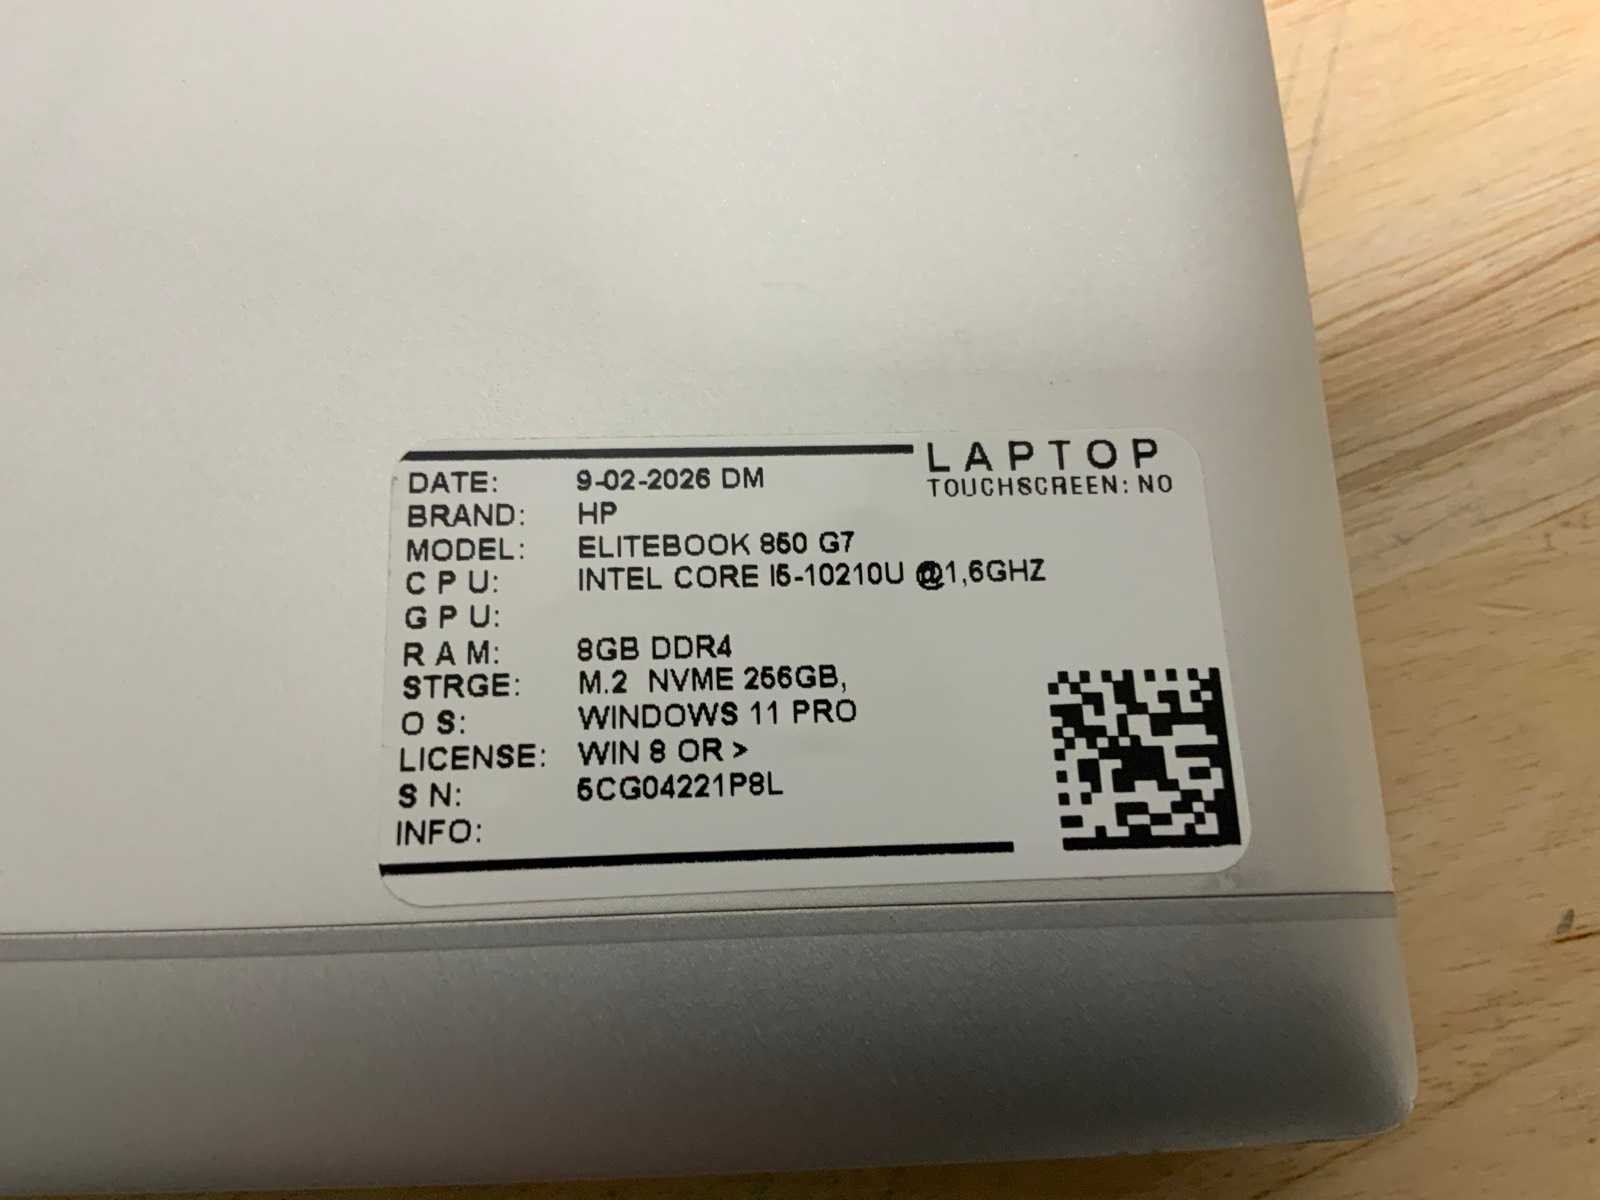 LAPTOP
TOUCHSCREEN: NO
DATE: 9-02-2026 DM
BRAND: HP
MODEL: ELITEBOOK 850 G7
C P U: INTEL CORE I5-10210U @1,6GHZ
G P U:
R A M: 8GB DDR4
STRGE: M.2 NVME 256GB,
O S: WINDOWS 11 PRO
LICENSE: WIN 8 OR >
S N: 5CG04221P8L
INFO: